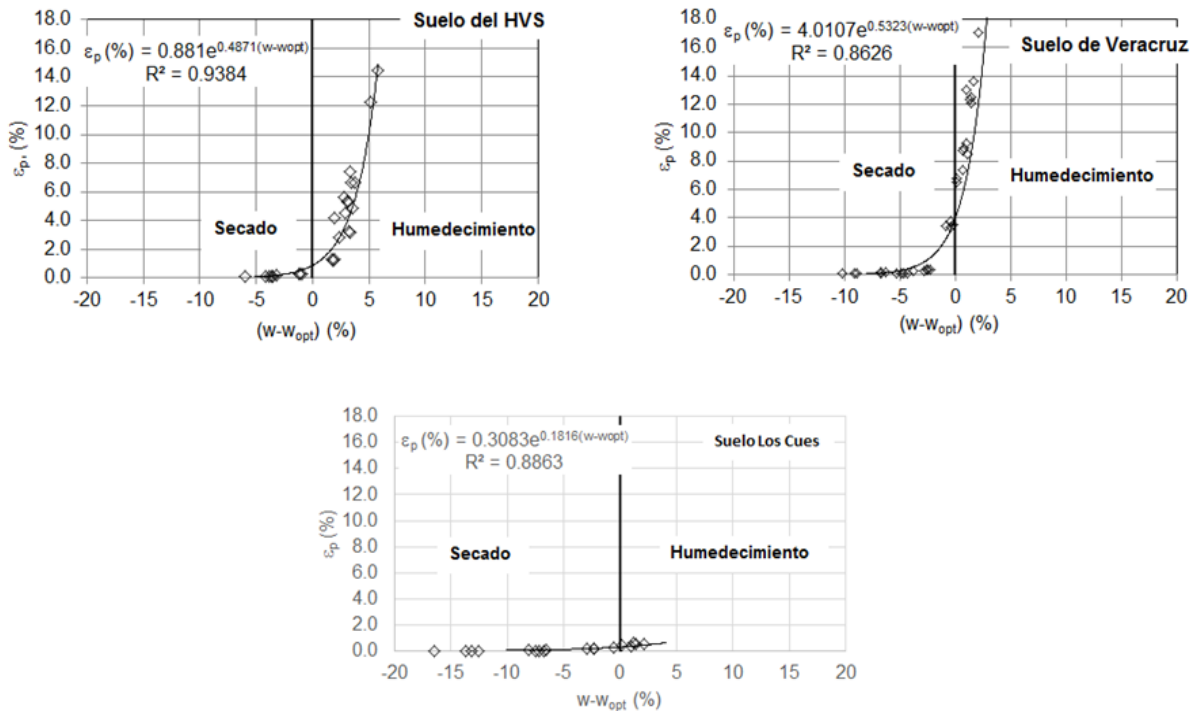 Suelo del HVS
εp (%) = 0.881e^0.4871(w-wopt)
R² = 0.9384
18.0
16.0
14.0
12.0
10.0
8.0
6.0
4.0
2.0
0.0
εp, (%)
Secado
Humedecimiento
-20 -15 -10 -5 0 5 10 15 20
(w-wopt) (%)
εp (%) = 4.0107e^0.5323(w-wopt)
R² = 0.8626
Suelo de Veracruz
18.0
16.0
14.0
12.0
10.0
8.0
6.0
4.0
2.0
0.0
εp (%)
Secado
Humedecimiento
-20 -15 -10 -5 0 5 10 15 20
(w-wopt) (%)
εp (%) = 0.3083e^0.1816(w-wopt)
R² = 0.8863
Suelo Los Cues
18.0
16.0
14.0
12.0
10.0
8.0
6.0
4.0
2.0
0.0
εp (%)
Secado
Humedecimiento
-20 -15 -10 -5 0 5 10 15 20
w-wopt (%)